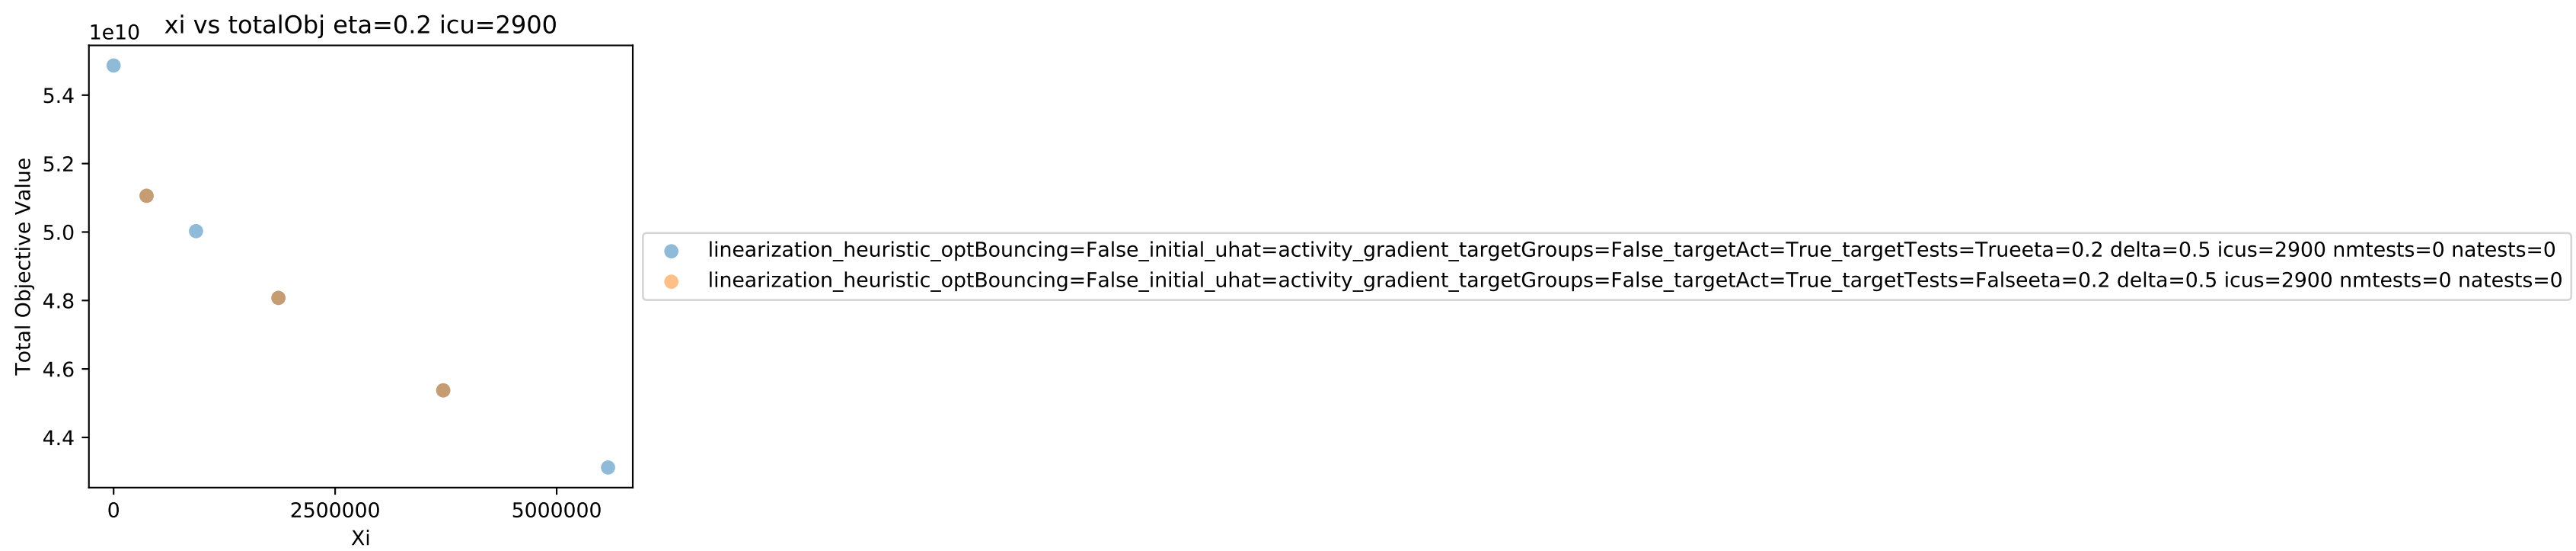 xi vs totalObj eta=0.2 icu=2900
1e10
5.4
5.2
5.0
4.8
4.6
4.4
Total Objective Value
0 2500000 5000000
Xi
linearization_heuristic_optBouncing=False_initial_uhat=activity_gradient_targetGroups=False_targetAct=True_targetTests=Trueeta=0.2 delta=0.5 icus=2900 nmtests=0 natests=0
linearization_heuristic_optBouncing=False_initial_uhat=activity_gradient_targetGroups=False_targetAct=True_targetTests=Falseeta=0.2 delta=0.5 icus=2900 nmtests=0 natests=0